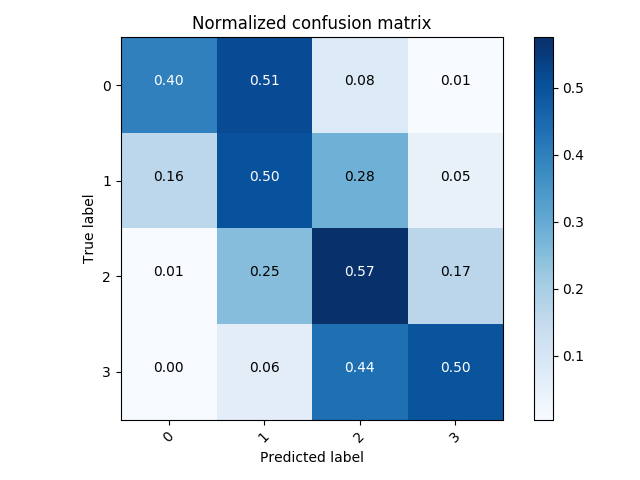 Normalized confusion matrix
True label
0 0.40 0.51 0.08 0.01
1 0.16 0.50 0.28 0.05
2 0.01 0.25 0.57 0.17
3 0.00 0.06 0.44 0.50
0 1 2 3
Predicted label
0.5
0.4
0.3
0.2
0.1